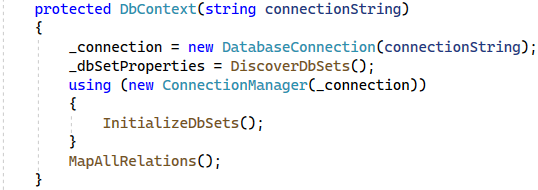 protected DbContext(string connectionString)
{
_connection = new DatabaseConnection(connectionString);
_dbSetProperties = DiscoverDbSets();
using (new ConnectionManager(_connection))
{
InitializeDbSets();
}
MapAllRelations();
}